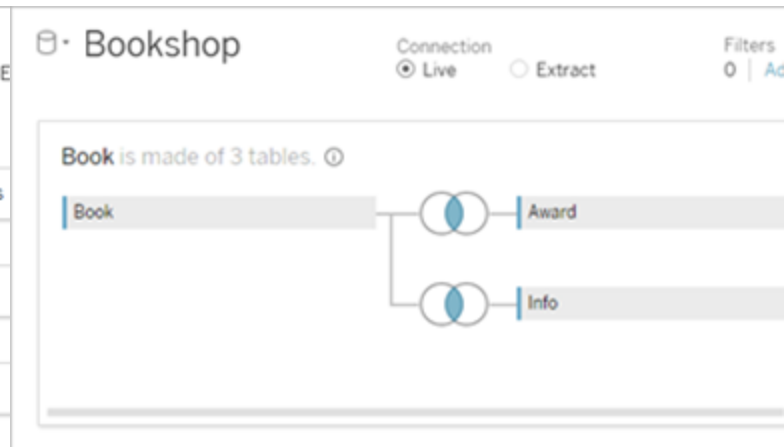 Bookshop
Connection
Live
Extract
Filters
0
Book is made of 3 tables.
Book
Award
Info